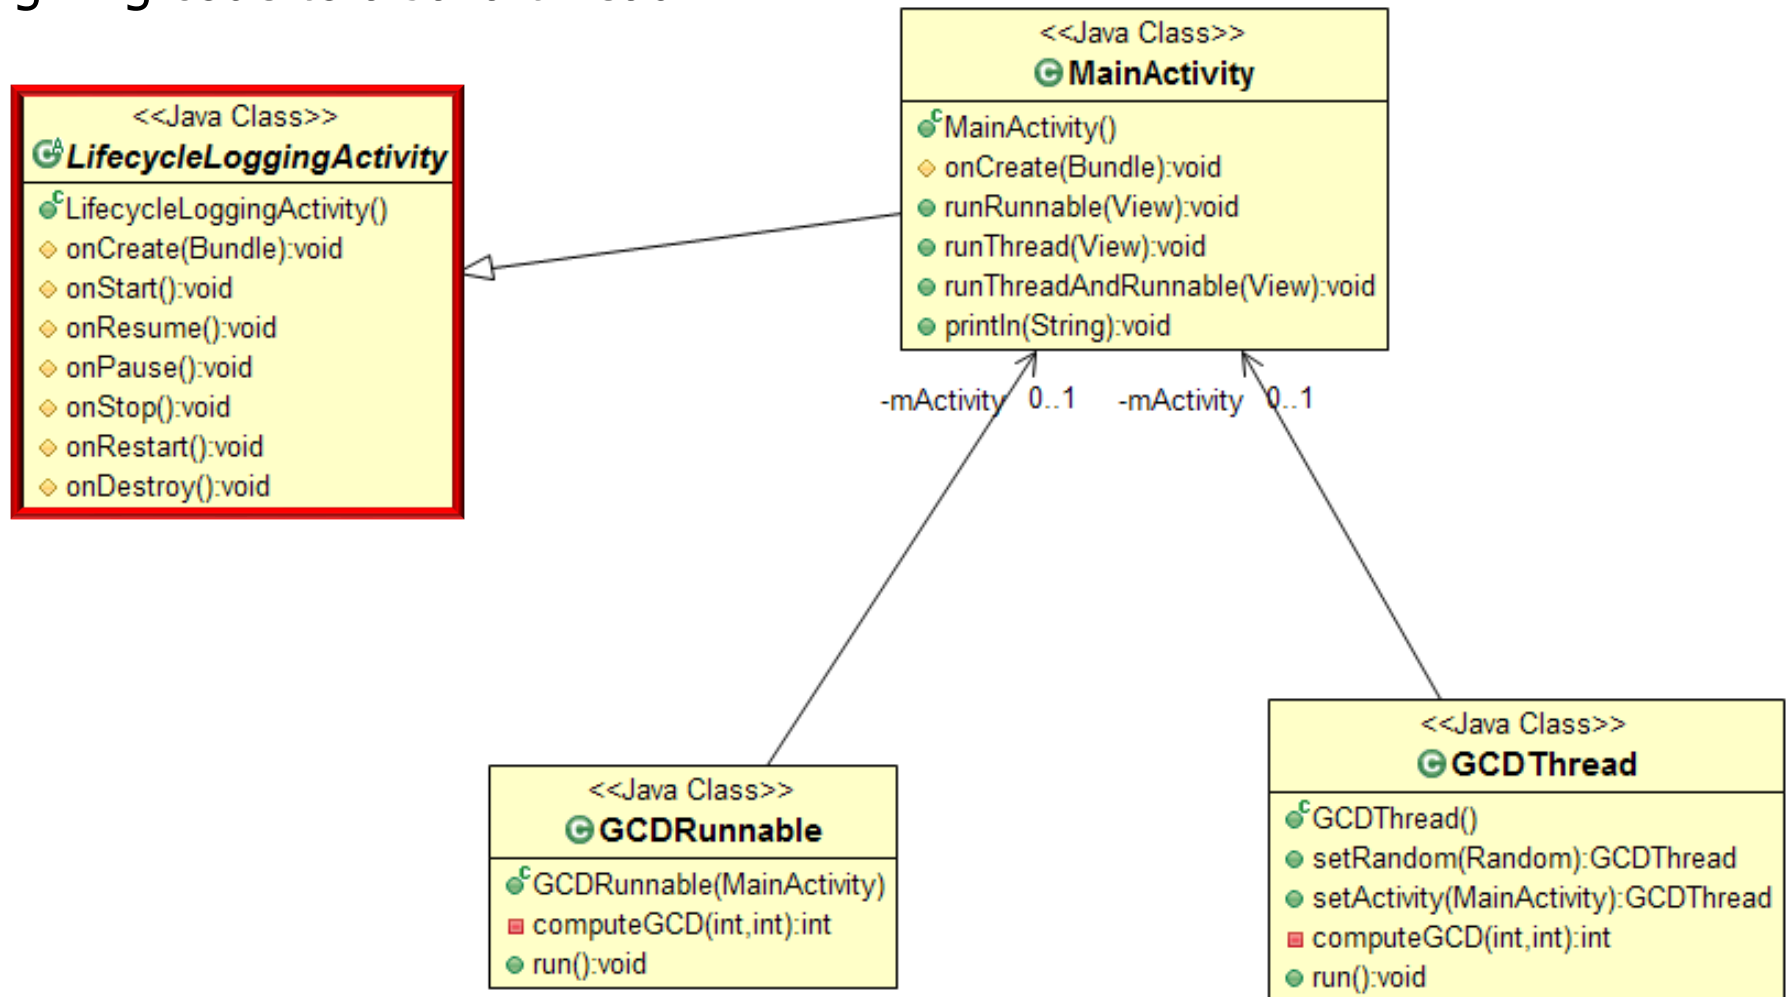 <<Java Class>>
MainActivity
MainActivity()
onCreate(Bundle):void
runRunnable(View):void
runThread(View):void
runThreadAndRunnable(View):void
println(String):void
<<Java Class>>
LifecycleLoggingActivity
LifecycleLoggingActivity()
onCreate(Bundle):void
onStart():void
onResume():void
onPause():void
onStop():void
onRestart():void
onDestroy():void
-mActivity 0..1 -mActivity 0..1
<<Java Class>>
GCDRunnable
GCDRunnable(MainActivity)
computeGCD(int,int):int
run():void
<<Java Class>>
GCDThread
GCDThread()
setRandom(Random):GCDThread
setActivity(MainActivity):GCDThread
computeGCD(int,int):int
run():void